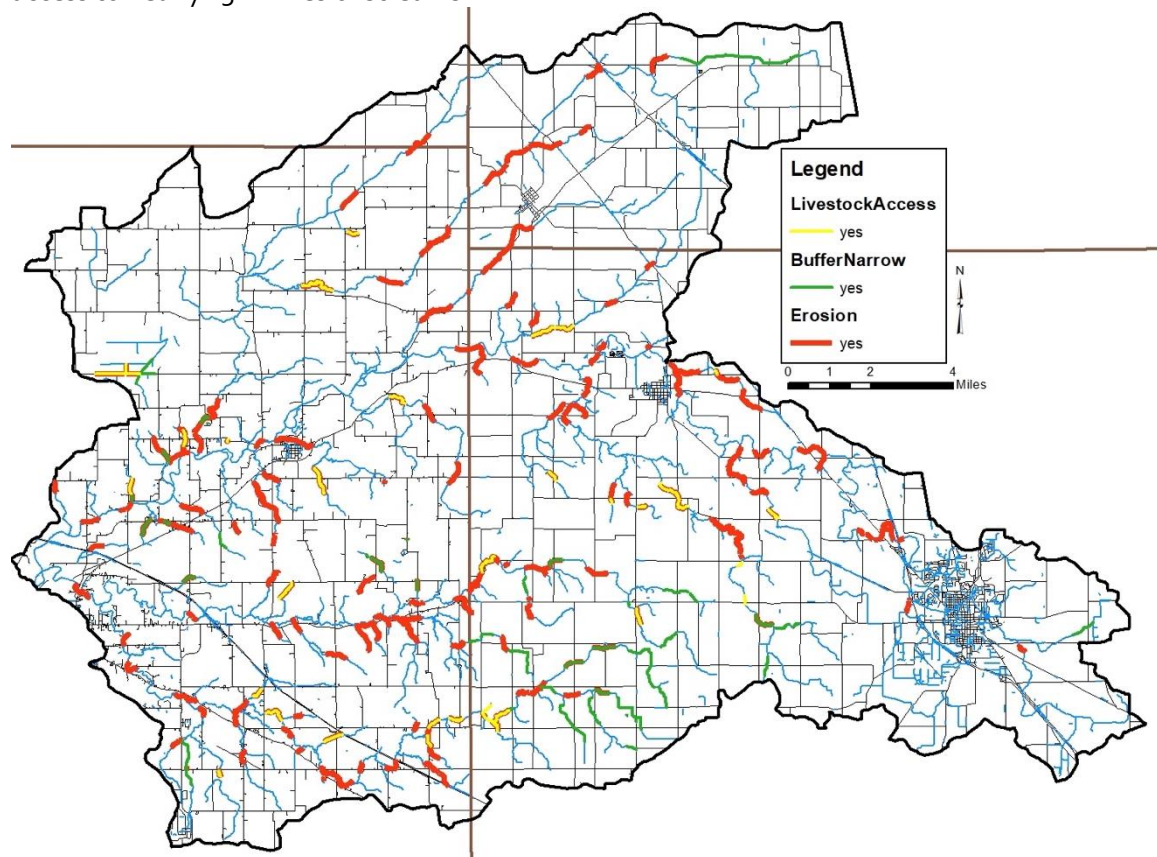 Legend
LivestockAccess
yes
BufferNarrow
yes
Erosion
yes
N
0 1 2 4
Miles